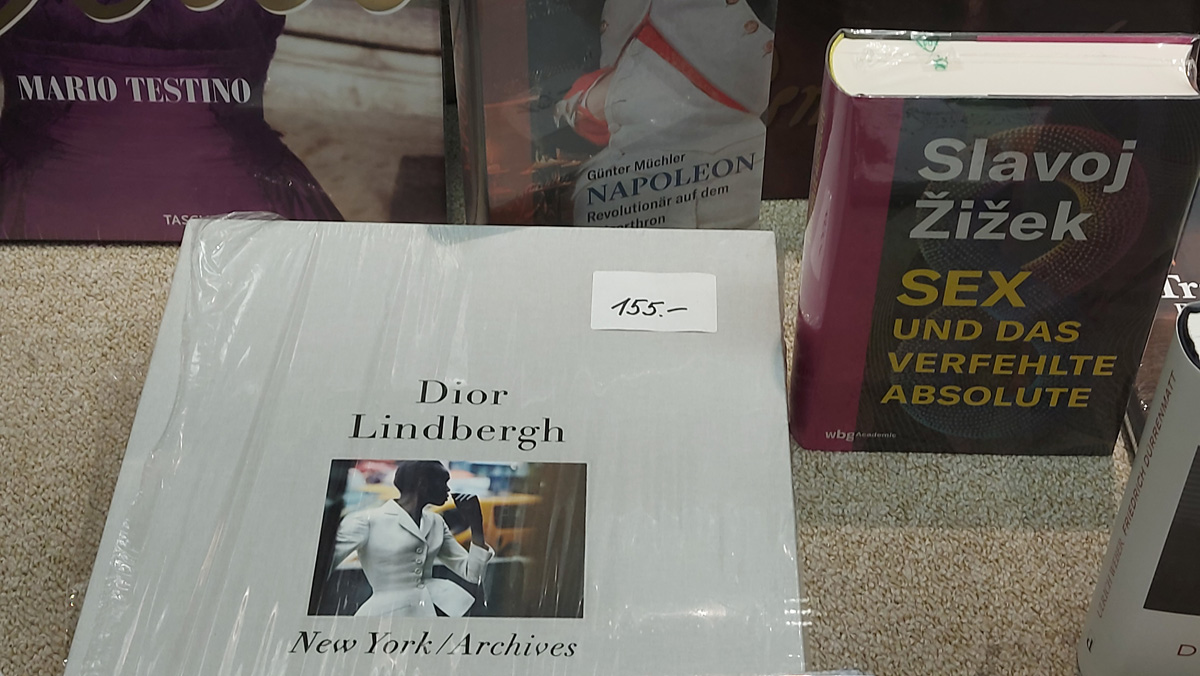 MARIO TESTINO
TASCH
Günter Müchler
NAPOLEON
Revolutionär auf dem
155.–
Dior
Lindbergh
New York/Archives
Slavoj
Žižek
SEX
UND DAS
VERFEHLTE
ABSOLUTE
wbg Academic
FRIEDRICH DÜRRENMATT
D